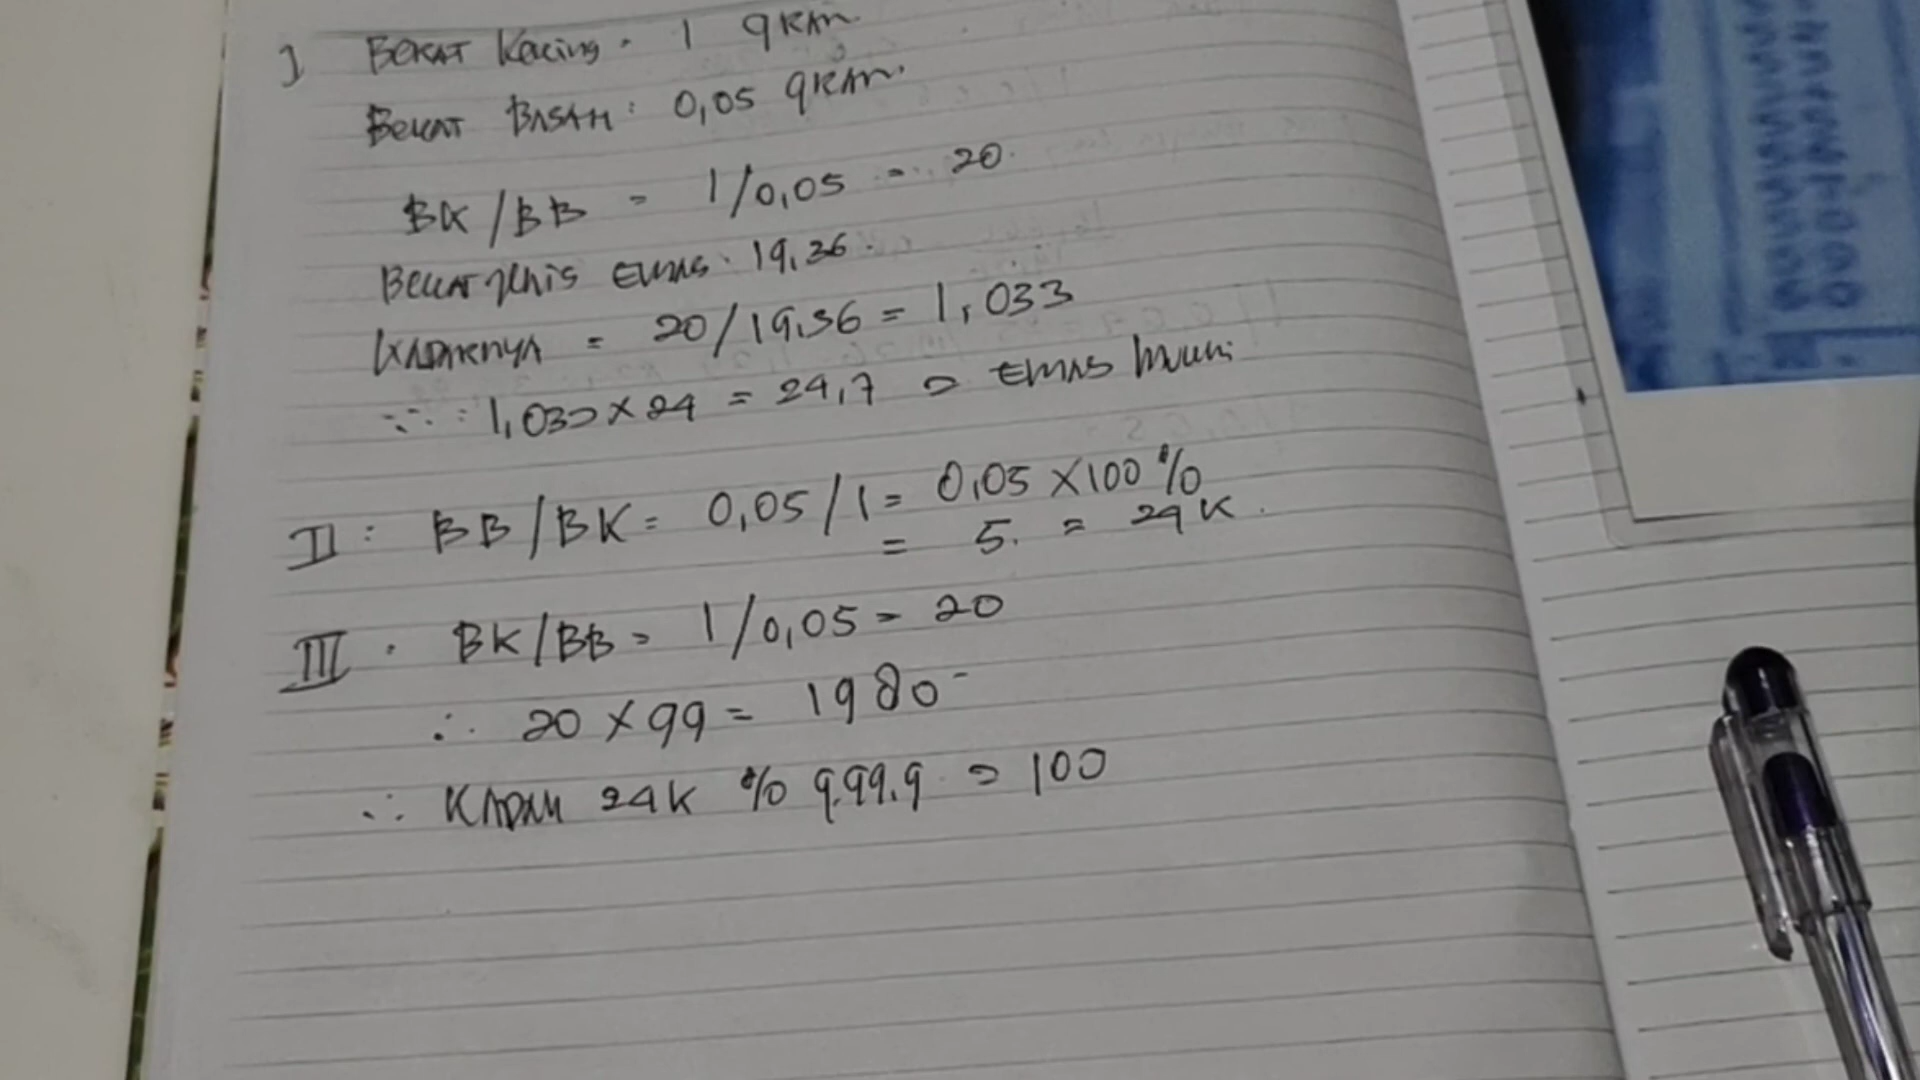 I Berat Kering : 1 gram.
Berat Basah : 0,05 gram.
BK/BB = 1/0,05 = 20.
Berat jenis Emas : 19,36.
Kadarnya = 20/19,36 = 1,033
∴ : 1,033 x 24 = 24,7 => Emas Murni
II : BB/BK = 0,05/1 = 0,05 x 100%
= 5. = 24K.
III . BK/BB = 1/0,05 = 20
∴ 20 x 99 = 1980
∴ Kadar 24K % 999.9 = 100